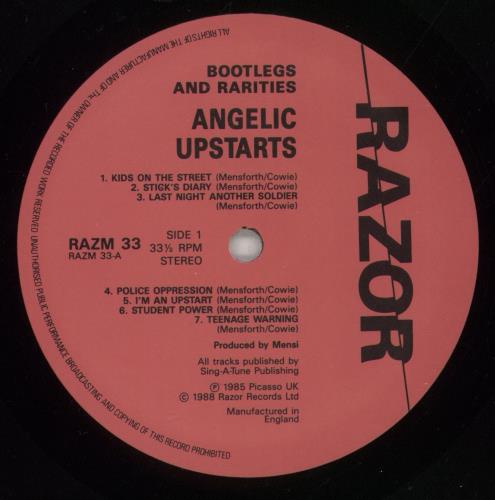 ALL RIGHTS OF THE MANUFACTURER AND OF THE OWNER OF THE RECORDED WORK RESERVED UNAUTHORISED PUBLIC PERFORMANCE BROADCASTING AND COPYING OF THIS RECORD PROHIBITED
BOOTLEGS
AND RARITIES
ANGELIC
UPSTARTS
1. KIDS ON THE STREET (Mensforth/Cowie)
2. STICK'S DIARY (Mensforth/Cowie)
3. LAST NIGHT ANOTHER SOLDIER
(Mensforth/Cowie)
RAZM 33
RAZM 33-A
SIDE 1
33⅓ RPM
STEREO
4. POLICE OPPRESSION (Mensforth/Cowie)
5. I'M AN UPSTART (Mensforth/Cowie)
6. STUDENT POWER (Mensforth/Cowie)
7. TEENAGE WARNING
(Mensforth/Cowie)
Produced by Mensi
All tracks published by
Sing-A-Tune Publishing
℗ 1985 Picasso UK
© 1988 Razor Records Ltd
Manufactured in
England
RAZOR